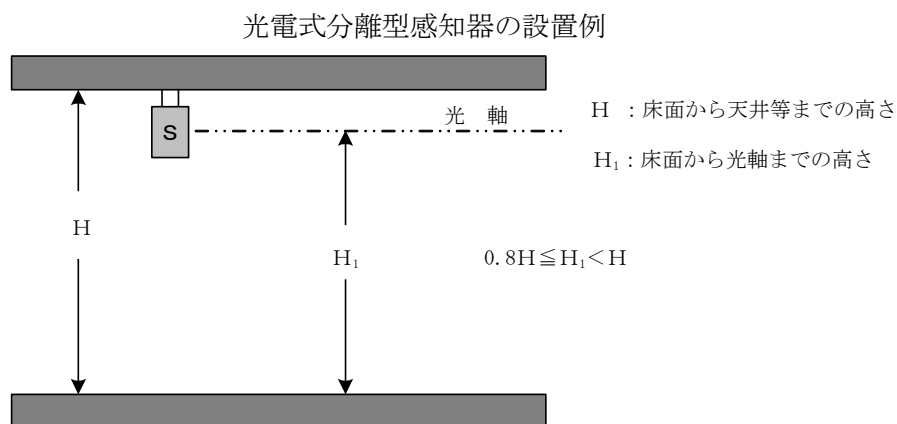 光電式分離型感知器の設置例
光 軸
H :床面から天井等までの高さ
S
H₁:床面から光軸までの高さ
H
H₁
0.8H≦H₁<H